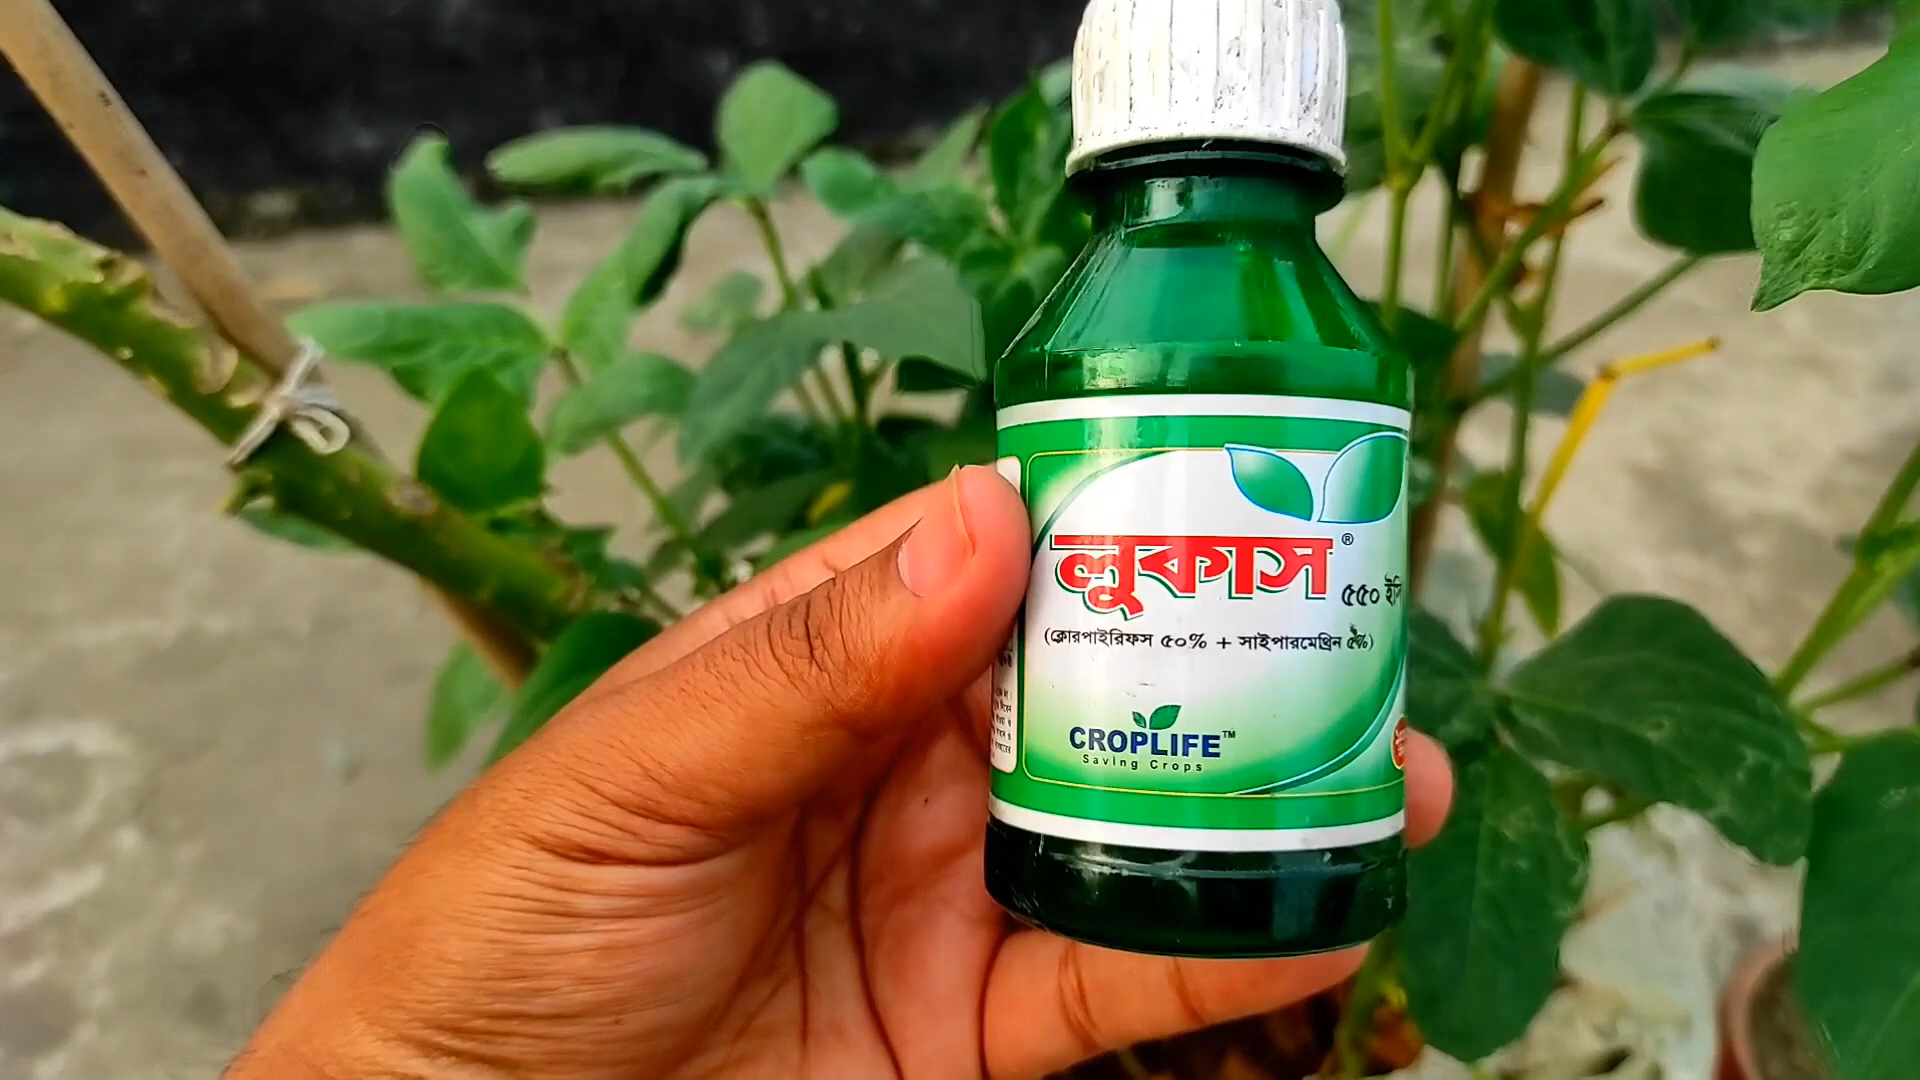 লুকাস®
৫৫০ ইসি
(ক্লোরপাইরিফস ৫০% + সাইপারমেথ্রিন ৫%)
CROPLIFE™
Saving Crops